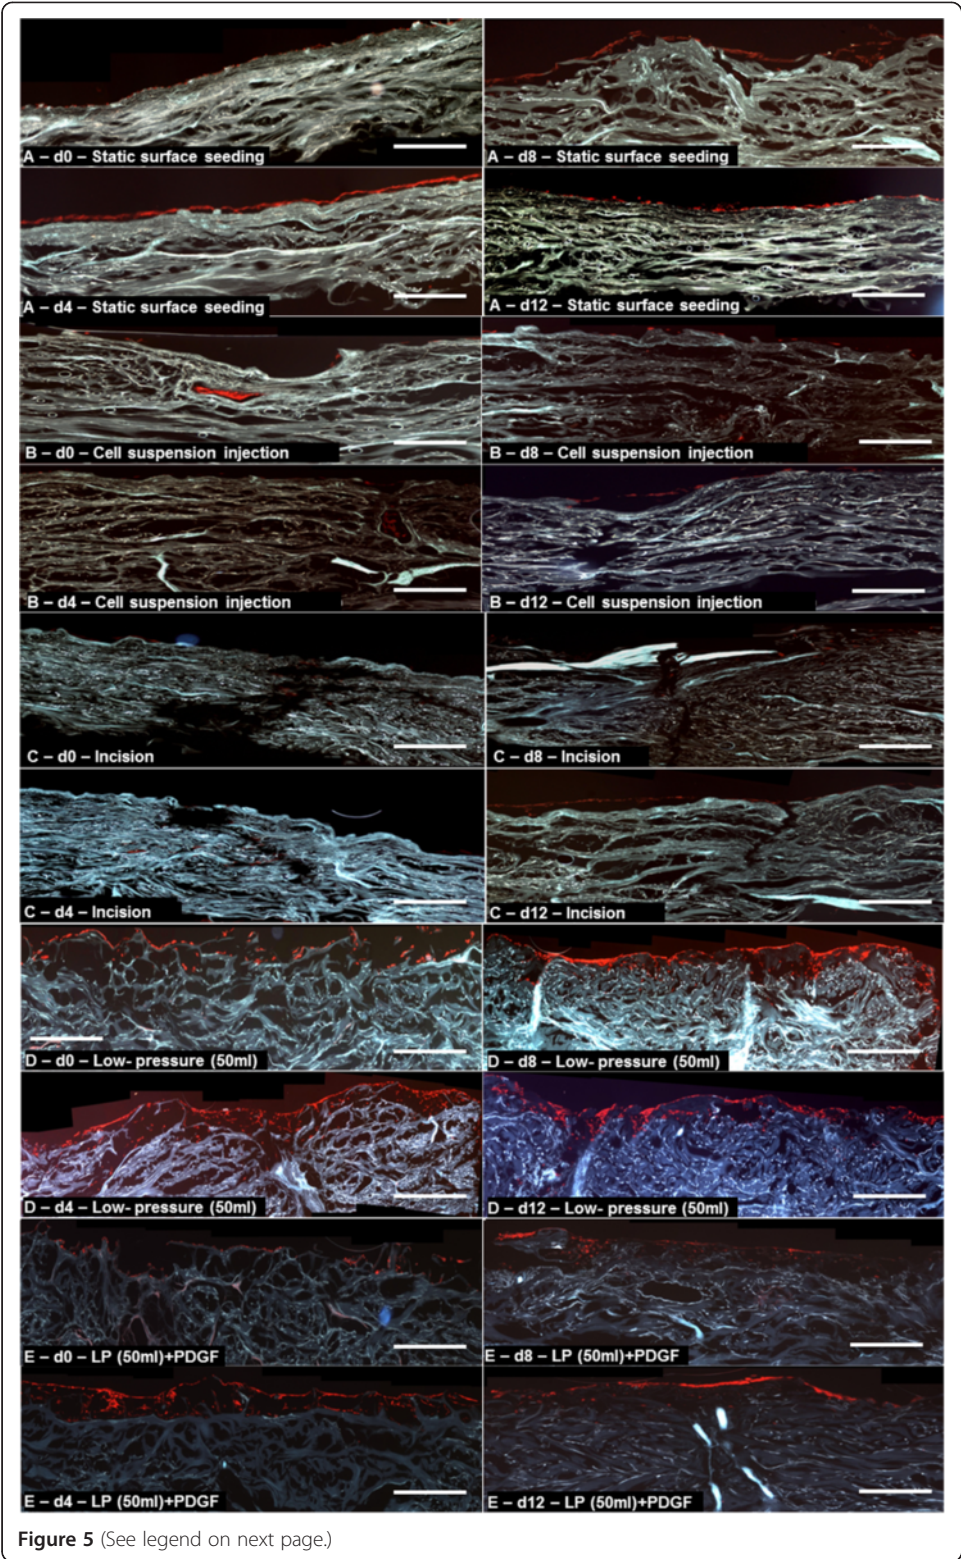 A – d0 – Static surface seeding
A – d8 – Static surface seeding
A – d4 – Static surface seeding
A – d12 – Static surface seeding
B – d0 – Cell suspension injection
B – d8 – Cell suspension injection
B – d4 – Cell suspension injection
B – d12 – Cell suspension injection
C – d0 – Incision
C – d8 – Incision
C – d4 – Incision
C – d12 – Incision
D – d0 – Low- pressure (50ml)
D – d8 – Low- pressure (50ml)
D – d4 – Low-pressure (50ml)
D – d12 – Low- pressure (50ml)
E – d0 – LP (50ml)+PDGF
E – d8 – LP (50ml)+PDGF
E – d4 – LP (50ml)+PDGF
E – d12 – LP (50ml)+PDGF
Figure 5 (See legend on next page.)